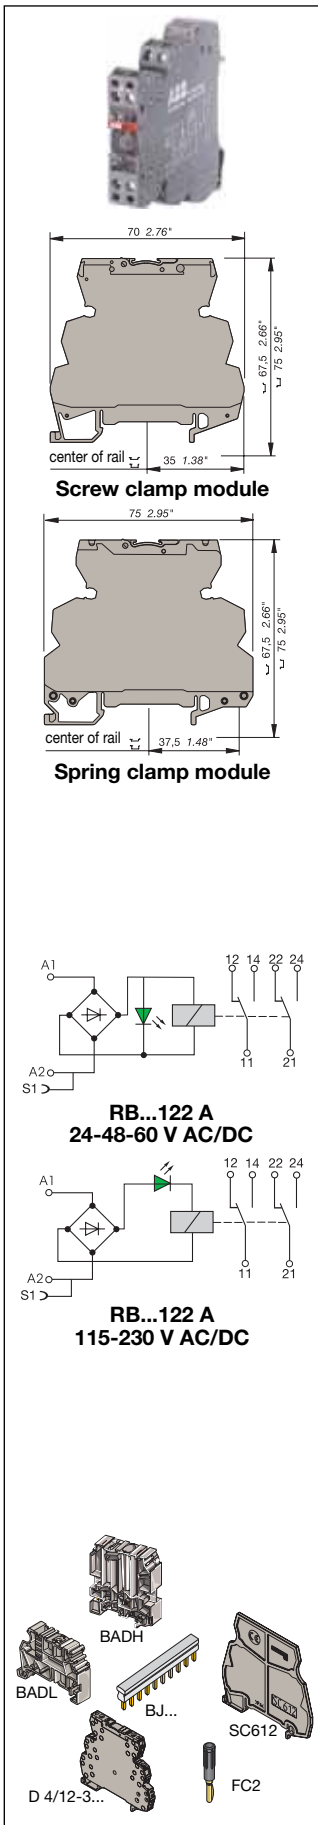 ABB
ABB
70 2.76"
67,5 2.66"
75 2.95"
center of rail
35 1.38"
Screw clamp module
75 2.95"
67,5 2.66"
75 2.95"
center of rail
37,5 1.48"
Spring clamp module
A1
12 14 22 24
A2
S1
11 21
RB...122 A
24-48-60 V AC/DC
A1
12 14 22 24
A2
S1
11 21
RB...122 A
115-230 V AC/DC
BADH
BADL
BJ...
SC612
SC612
D 4/12-3...
FC2